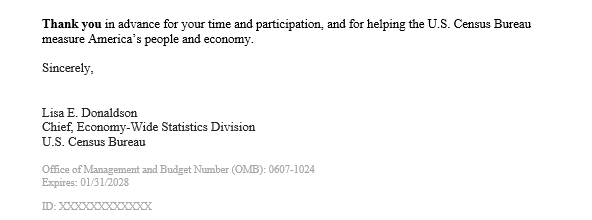 Thank you in advance for your time and participation, and for helping the U.S. Census Bureau
measure America's people and economy.
Sincerely,
Lisa E. Donaldson
Chief, Economy-Wide Statistics Division
U.S. Census Bureau
Office of Management and Budget Number (OMB): 0607-1024
Expires: 01/31/2028
ID: XXXXXXXXXXXX